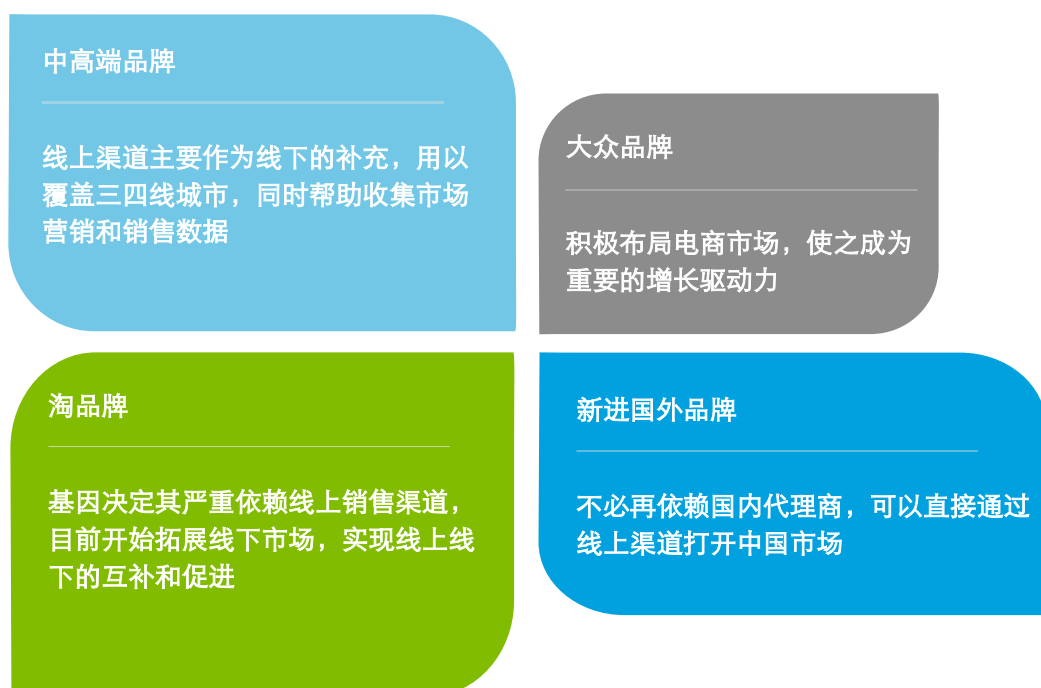 中高端品牌
线上渠道主要作为线下的补充，用以
覆盖三四线城市，同时帮助收集市场
营销和销售数据
大众品牌
积极布局电商市场，使之成为
重要的增长驱动力
淘品牌
基因决定其严重依赖线上销售渠道，
目前开始拓展线下市场，实现线上线
下的互补和促进
新进国外品牌
不必再依赖国内代理商，可以直接通过
线上渠道打开中国市场